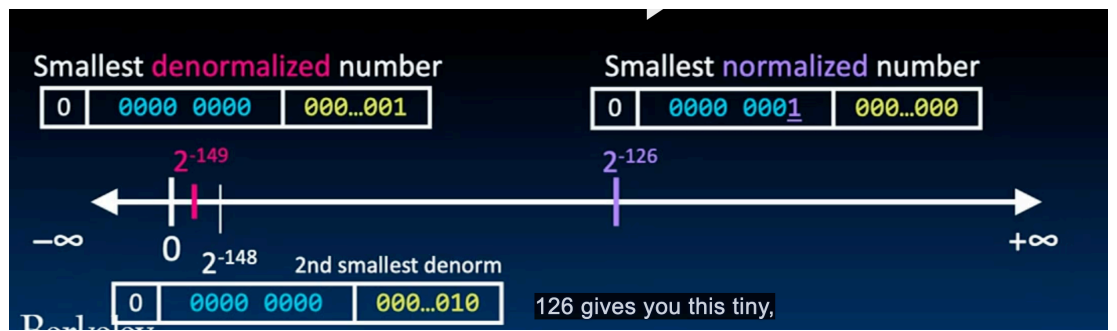 Smallest denormalized number
0 0000 0000 000…001
Smallest normalized number
0 0000 0001 000…000
2-149
2-126
−∞
0
2-148
2nd smallest denorm
+∞
0 0000 0000 000…010
126 gives you this tiny,